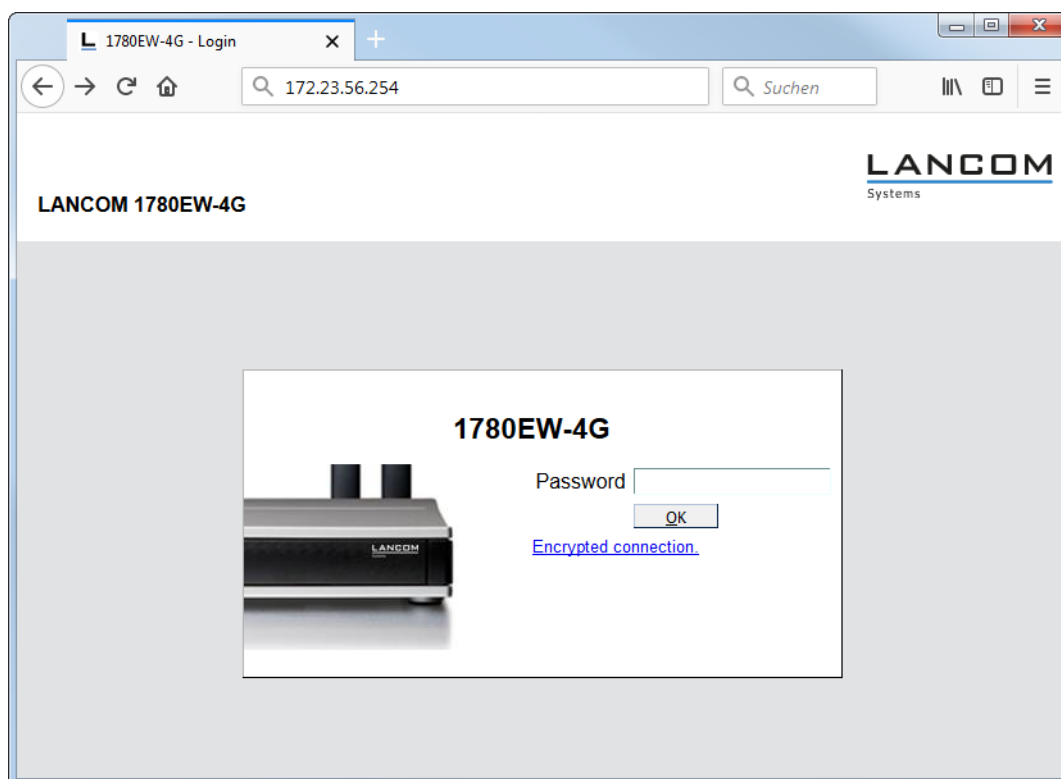 1780EW-4G - Login
172.23.56.254
Suchen
LANCOM
Systems
LANCOM 1780EW-4G
1780EW-4G
Password
OK
LANCOM
Encrypted connection.